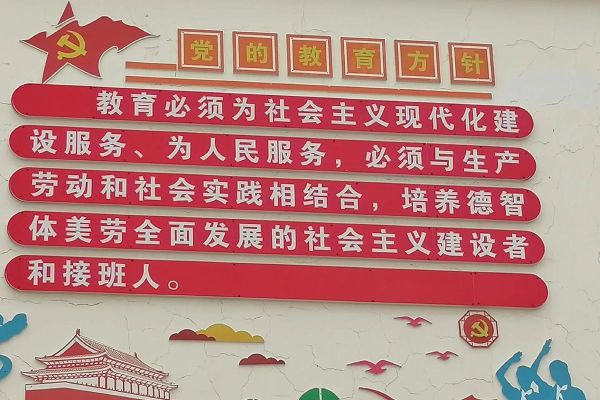 党的教育方针
教育必须为社会主义现代化建
设服务、为人民服务，必须与生产
劳动和社会实践相结合，培养德智
体美劳全面发展的社会主义建设者
和接班人。